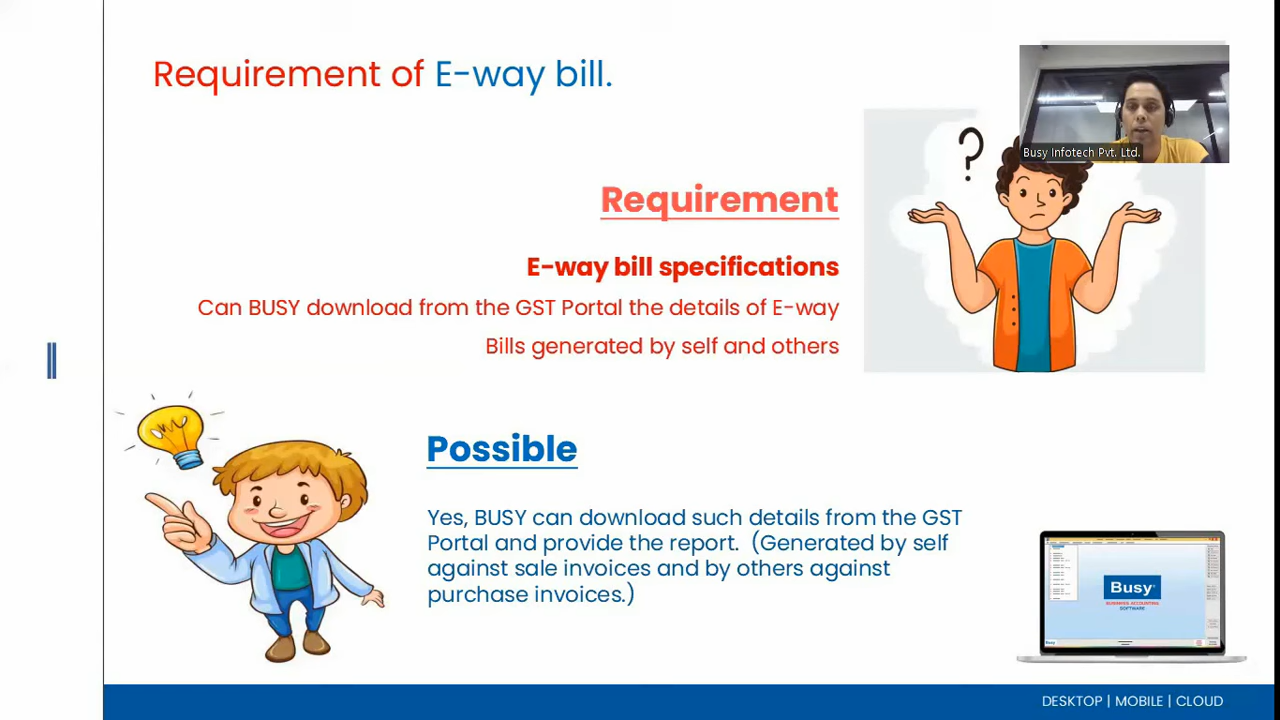 Requirement of E-way bill.
Busy Infotech Pvt. Ltd.
?
Requirement
E-way bill specifications
Can BUSY download from the GST Portal the details of E-way
Bills generated by self and others
Possible
Yes, BUSY can download such details from the GST
Portal and provide the report. (Generated by self
against sale invoices and by others against
purchase invoices.)
Busy
BUSINESS ACCOUNTING
SOFTWARE
DESKTOP | MOBILE | CLOUD